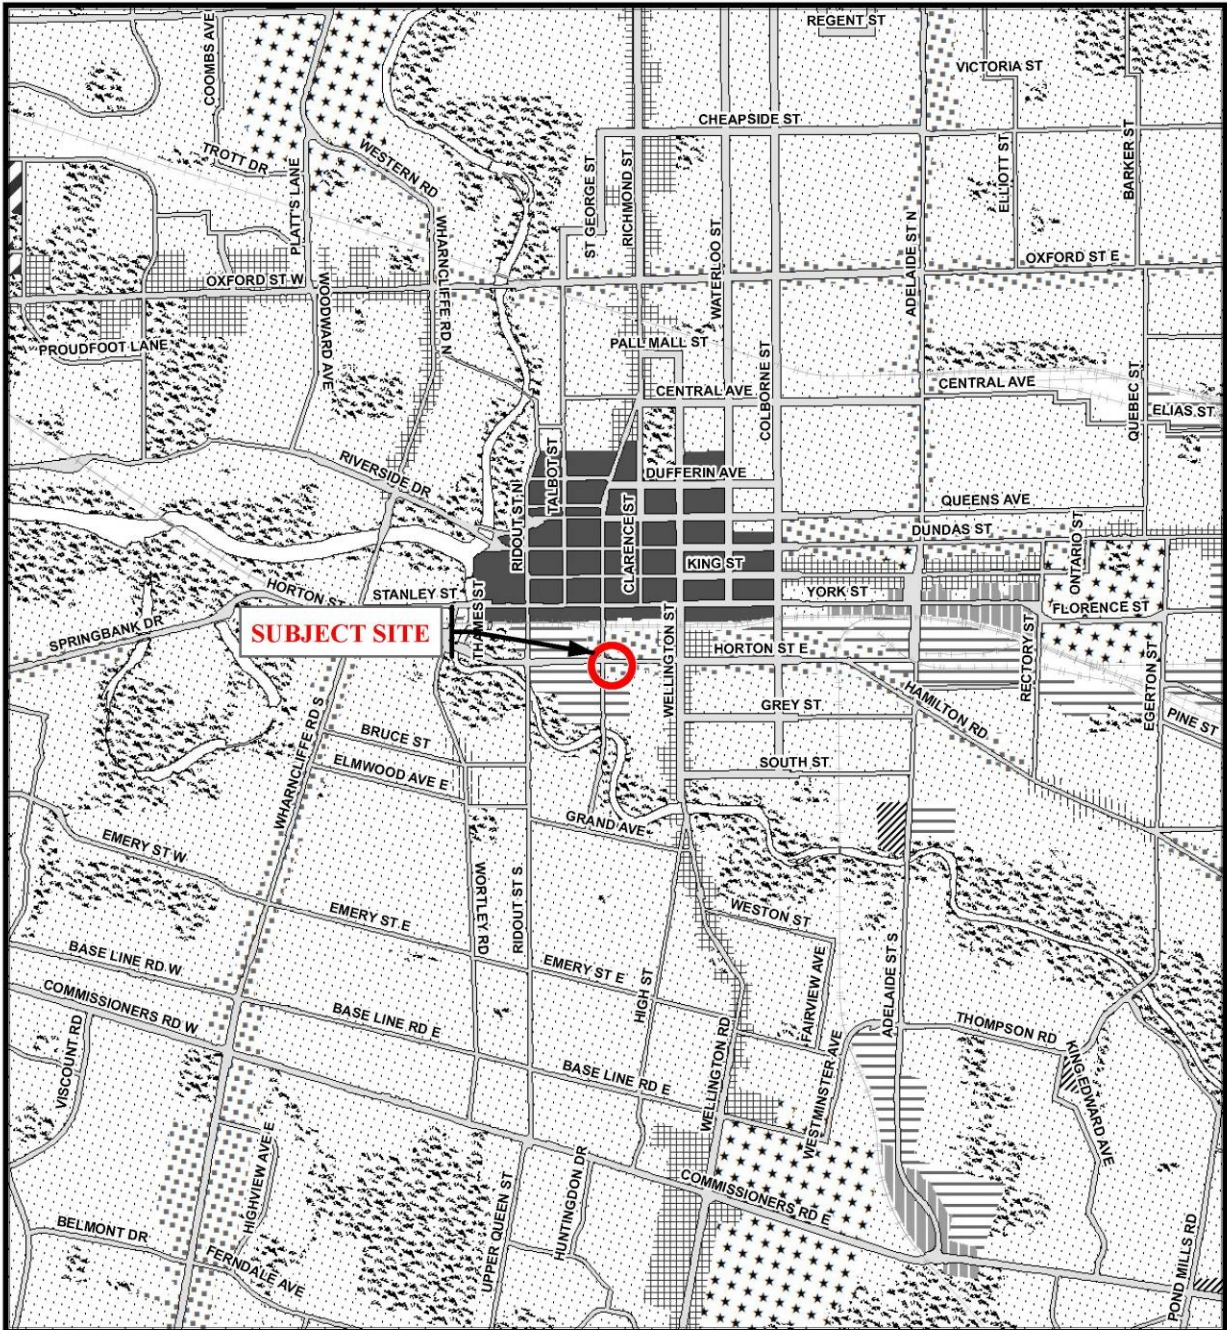 REGENT ST
COOMBS AVE
VICTORIA ST
CHEAPSIDE ST
TROTT DR
WESTERN RD
PLATT'S LANE
ST GEORGE ST
RICHMOND ST
ELLIOTT ST
BARKER ST
WHARNCLIFFE RD N
WATERLOO ST
ADELAIDE ST N
OXFORD ST E
OXFORD ST W
WOODWARD AVE
PROUDFOOT LANE
PALL MALL ST
COLBORNE ST
CENTRAL AVE
CENTRAL AVE
QUEBEC ST
ELIAS ST
RIVERSIDE DR
TALBOT ST
RIDOUT ST N
DUFFERIN AVE
QUEENS AVE
CLARENCE ST
DUNDAS ST
ONTARIO ST
KING ST
HORTON ST
STANLEY ST
THAMES ST
YORK ST
FLORENCE ST
SPRINGBANK DR
SUBJECT SITE
WELLINGTON ST
HORTON ST E
RECTORY ST
EGERTON ST
HAMILTON RD
GREY ST
PINE ST
BRUCE ST
ELMWOOD AVE E
SOUTH ST
WHARNCLIFFE RD S
GRAND AVE
EMERY ST W
WORTLEY RD
RIDOUT ST S
WESTON ST
EMERY ST E
BASE LINE RD W
EMERY ST E
HIGH ST
FAIRVIEW AVE
ADELAIDE ST S
COMMISSIONERS RD W
BASE LINE RD E
THOMPSON RD
VISCOUNT RD
BASE LINE RD E
WELLINGTON RD
WESTMINSTER AVE
KING EDWARD AVE
HIGHVIEW AVE E
UPPER QUEEN ST
HUNTINGDON DR
COMMISSIONERS RD E
BELMONT DR
FERNDALE AVE
POND MILLS RD